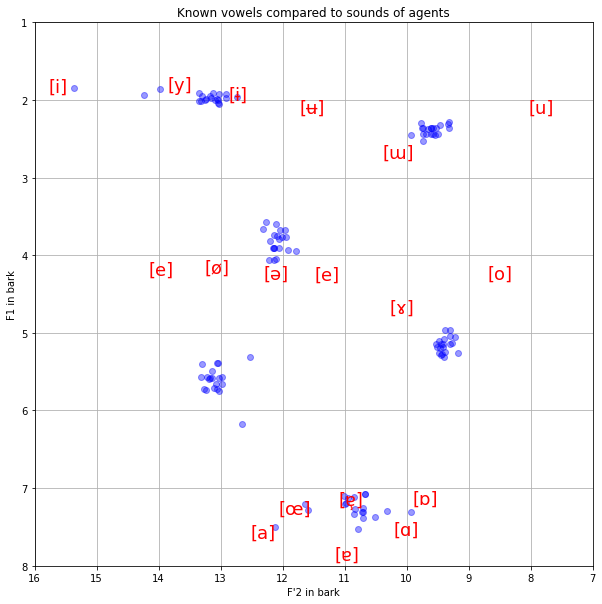 Known vowels compared to sounds of agents
1
[i] [y] [i]
2
[ʉ] [u]
[ɯ]
3
4
[e] [ø] [ə] [e] [o]
F1 in bark
[ɤ]
5
6
7
[œ] [ɒ]
[a] [ɑ]
[ɐ]
8
16 15 14 13 12 11 10 9 8 7
F'2 in bark